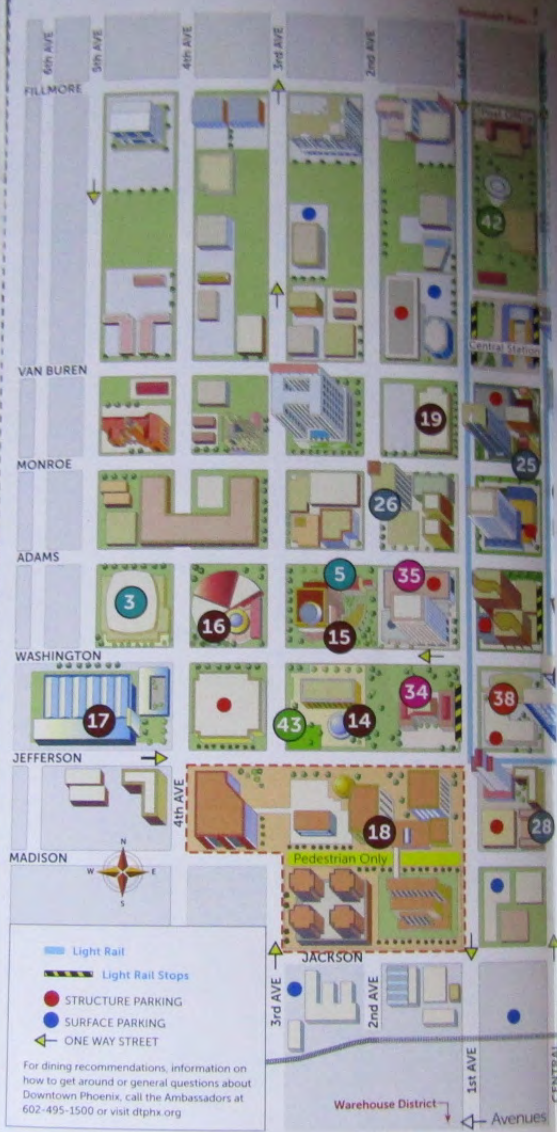 6th AVE
5th AVE
4th AVE
3rd AVE
2nd AVE
1st AVE
FILLMORE
Post Office
42
Central Station
VAN BUREN
19
25
MONROE
26
ADAMS
3
16
5
15
35
WASHINGTON
17
43
14
34
38
JEFFERSON
4th AVE
18
28
MADISON
N
W E
S
Pedestrian Only
JACKSON
3rd AVE
2nd AVE
1st AVE
CENTRAL
Light Rail
Light Rail Stops
STRUCTURE PARKING
SURFACE PARKING
ONE WAY STREET
For dining recommendations, information on
how to get around or general questions about
Downtown Phoenix, call the Ambassadors at
602-495-1500 or visit dtphx.org
Warehouse District
Avenues